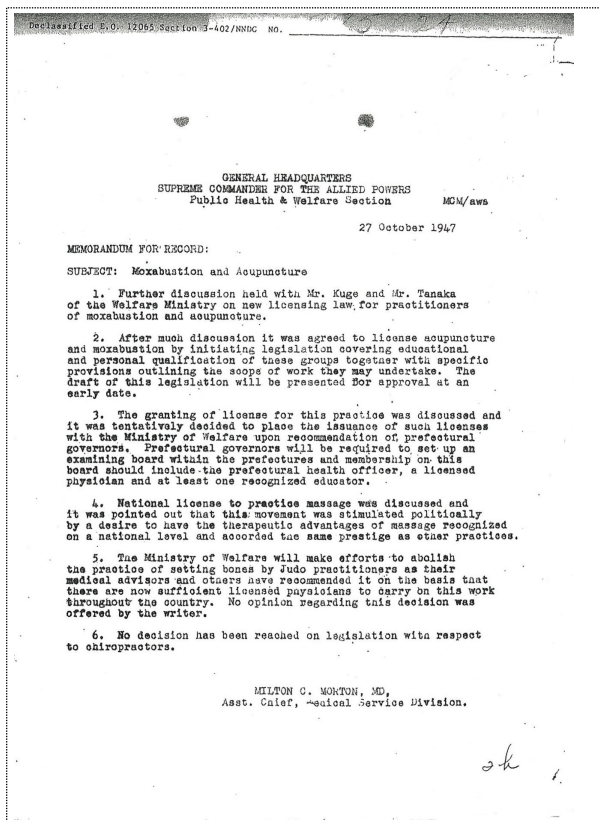 Declassified E.O. 12065 Section 3-402/NNDC NO.
GENERAL HEADQUARTERS
SUPREME COMMANDER FOR THE ALLIED POWERS
Public Health & Welfare Section MCM/aws
27 October 1947
MEMORANDUM FOR RECORD:
SUBJECT: Moxabustion and Acupuncture
1. Further discussion held with Mr. Kuge and Mr. Tanaka
of the Welfare Ministry on new licensing law for practitioners
of moxabustion and acupuncture.
2. After much discussion it was agreed to license acupuncture
and moxabustion by initiating legislation covering educational
and personal qualification of these groups together with specific
provisions outlining the scope of work they may undertake. The
draft of this legislation will be presented for approval at an
early date.
3. The granting of license for this practice was discussed and
it was tentatively decided to place the issuance of such licenses
with the Ministry of Welfare upon recommendation of prefectural
governors. Prefectural governors will be required to set up an
examining board within the prefectures and membership on this
board should include the prefectural health officer, a licensed
physician and at least one recognized educator.
4. National license to practice massage was discussed and
it was pointed out that this movement was stimulated politically
by a desire to have the therapeutic advantages of massage recognized
on a national level and accorded the same prestige as other practices.
5. The Ministry of Welfare will make efforts to abolish
the practice of setting bones by Judo practitioners as their
medical advisors and others have recommended it on the basis that
there are now sufficient licensed physicians to carry on this work
throughout the country. No opinion regarding this decision was
offered by the writer.
6. No decision has been reached on legislation with respect
to chiropractors.
MILTON C. MORTON, MD,
Asst. Chief, Medical Service Division.